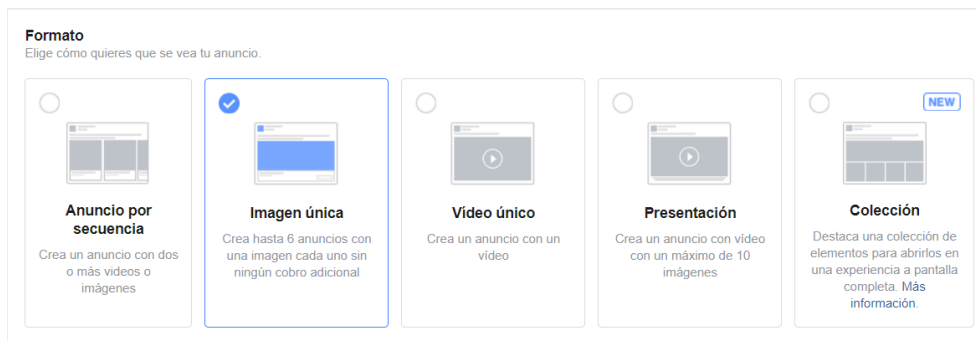 Formato
Elige cómo quieres que se vea tu anuncio.
Anuncio por
secuencia
Crea un anuncio con dos
o más videos o
imágenes
Imagen única
Crea hasta 6 anuncios con
una imagen cada uno sin
ningún cobro adicional
Vídeo único
Crea un anuncio con un
vídeo
Presentación
Crea un anuncio con vídeo
con un máximo de 10
imágenes
NEW
Colección
Destaca una colección de
elementos para abrirlos en
una experiencia a pantalla
completa. Más
información.